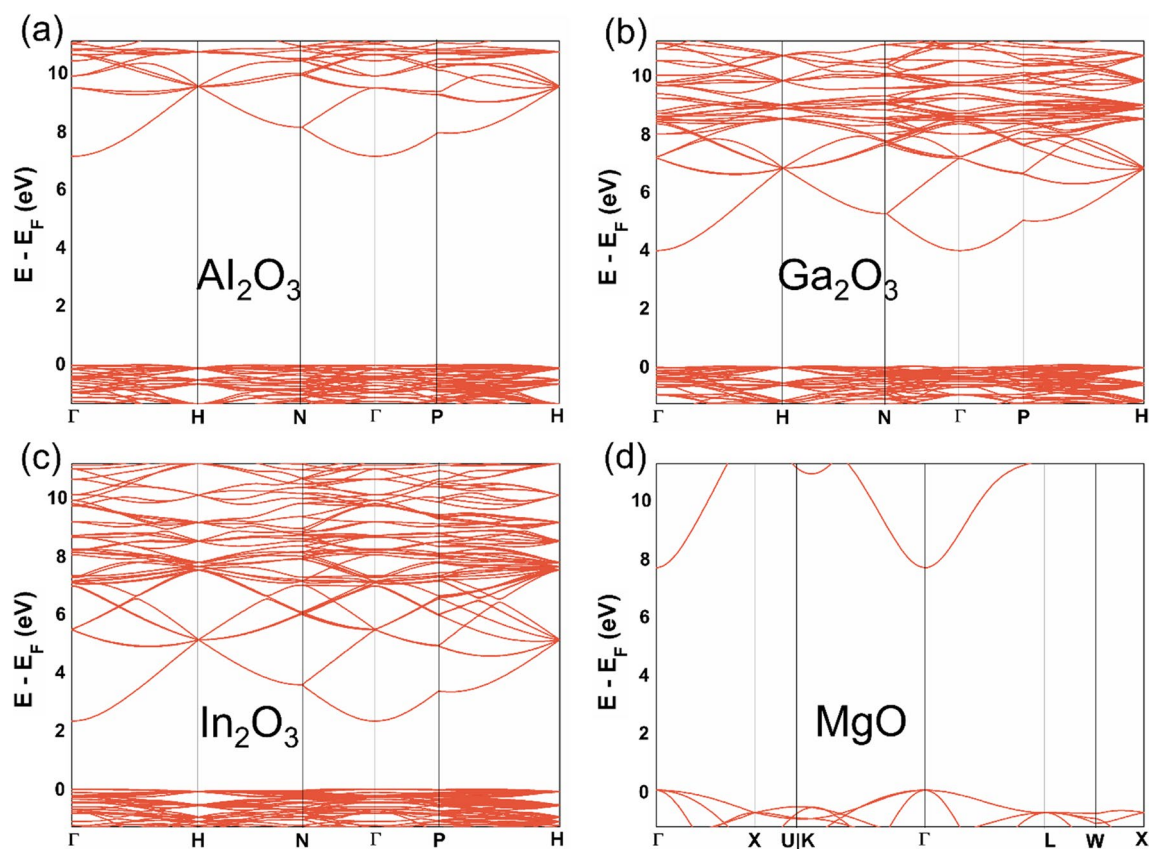 (a)
E - E_F (eV)
10
8
6
4
2
0
Al₂O₃
Γ H N Γ P H
(b)
E - E_F (eV)
10
8
6
4
2
0
Ga₂O₃
Γ H N Γ P H
(c)
E - E_F (eV)
10
8
6
4
2
0
In₂O₃
Γ H N Γ P H
(d)
E - E_F (eV)
10
8
6
4
2
0
MgO
Γ X U|K Γ L W X